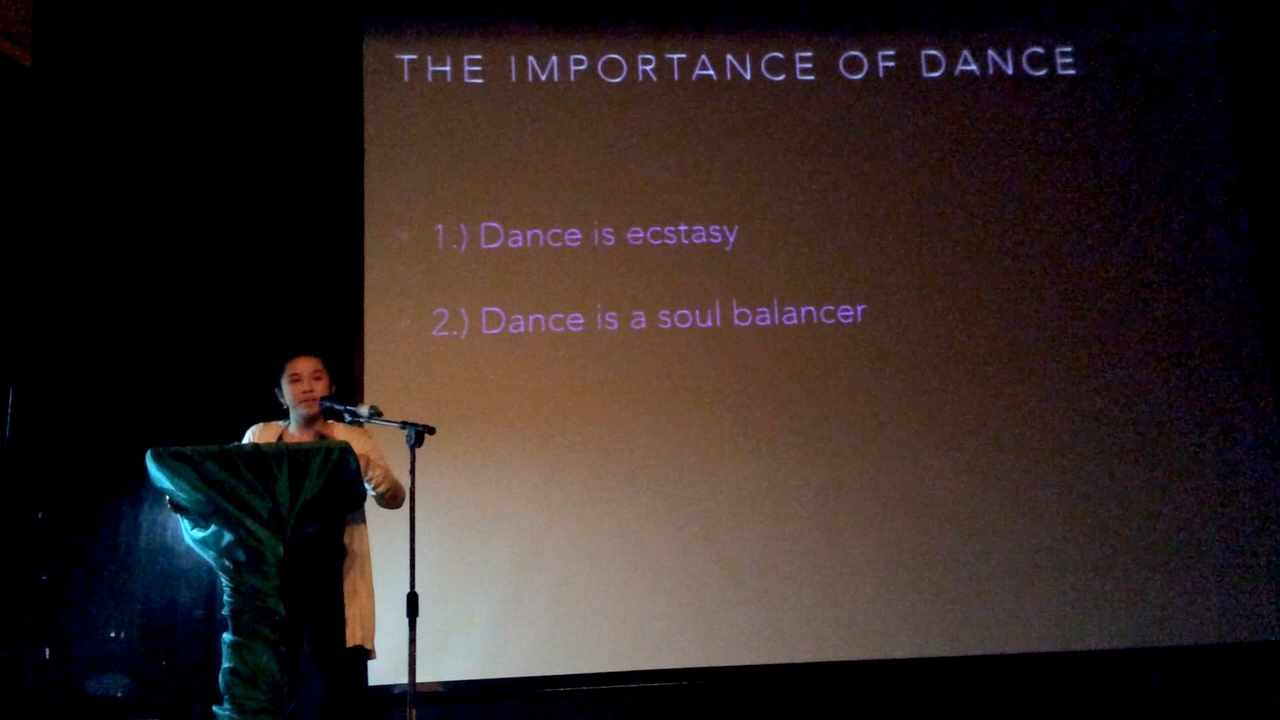 THE IMPORTANCE OF DANCE
1.) Dance is ecstasy
2.) Dance is a soul balancer